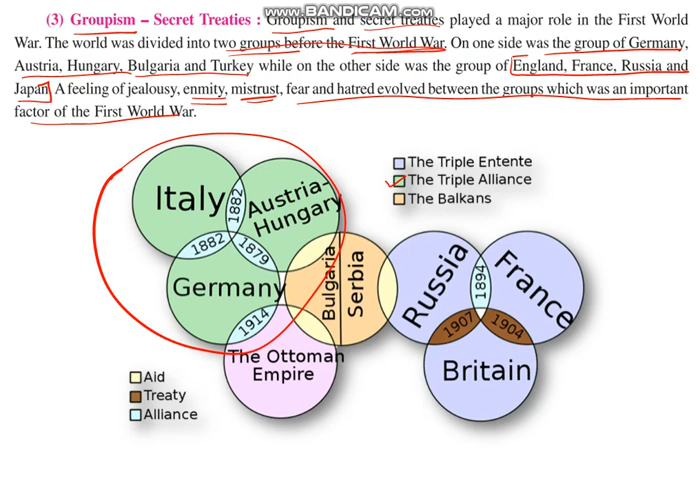 www.BANDICAM.COM
(3) Groupism – Secret Treaties : Groupism and secret treaties played a major role in the First World
War. The world was divided into two groups before the First World War. On one side was the group of Germany,
Austria, Hungary, Bulgaria and Turkey while on the other side was the group of England, France, Russia and
Japan. A feeling of jealousy, enmity, mistrust, fear and hatred evolved between the groups which was an important
factor of the First World War.
The Triple Entente
The Triple Alliance
The Balkans
Italy
1882
Austria-
Hungary
1882
1879
Germany
1914
The Ottoman
Empire
Bulgaria
Serbia
Russia
1894
France
1907
1904
Britain
Aid
Treaty
Alliance